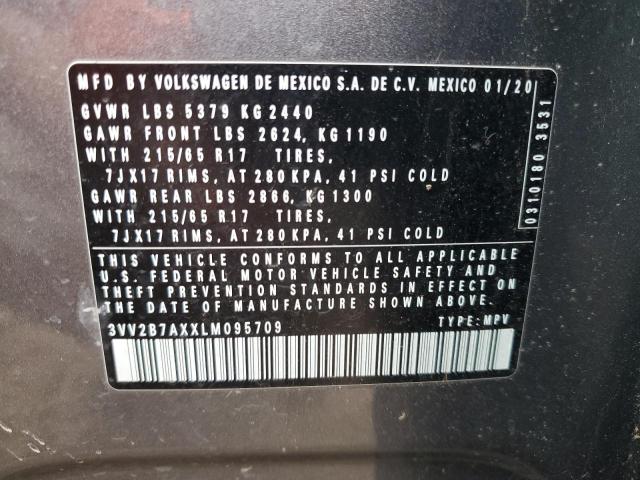 MFD BY VOLKSWAGEN DE MEXICO S.A. DE C.V. MEXICO 01/20
GVWR LBS 5379 KG 2440
GAWR FRONT LBS 2624, KG 1190
WITH 215/65 R17 TIRES,
7JX17 RIMS, AT 280 KPA, 41 PSI COLD
GAWR REAR LBS 2866, KG 1300
WITH 215/65 R17 TIRES,
7JX17 RIMS, AT 280 KPA, 41 PSI COLD
THIS VEHICLE CONFORMS TO ALL APPLICABLE
U.S. FEDERAL MOTOR VEHICLE SAFETY AND
THEFT PREVENTION STANDARDS IN EFFECT ON
THE DATE OF MANUFACTURE SHOWN ABOVE.
3VV2B7AXXLM095709 TYPE: MPV
0310180 3531